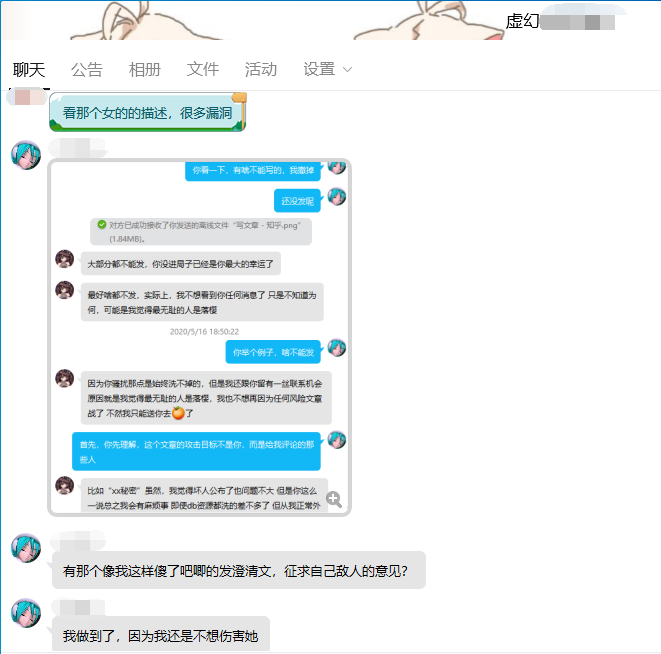 虚幻
聊天 公告 相册 文件 活动 设置
看那个女的的描述，很多漏洞
你看一下，有啥不能写的，我撤掉
还没发呢
对方已成功接收了你发送的离线文件“写文章 - 知乎.png”
(1.84MB)。
大部分都不能发，你没进局子已经是你最大的幸运了
最好啥都不发，实际上，我不想看到你任何消息了 只是不知道为
何，可能是我觉得最无耻的人是落樱
2020/5/16 18:50:22
你举个例子，啥不能发
因为你骚扰那点是始终洗不掉的，但是我还跟你留有一丝联系机会
原因就是我觉得最无耻的人是落樱，我也不想再因为任何风险文章
战了 不然我只能送你去🍊了
首先，你先理解，这个文章的攻击目标不是你，而是给我评论的那
些人
比如“xx秘密”虽然，我觉得坏人公布了也问题不大 但是你这么
一说总之我会有麻烦事 即使db资源都洗的差不多了 但从我正常外
有那个像我这样傻了吧唧的发澄清文，征求自己敌人的意见？
我做到了，因为我还是不想伤害她